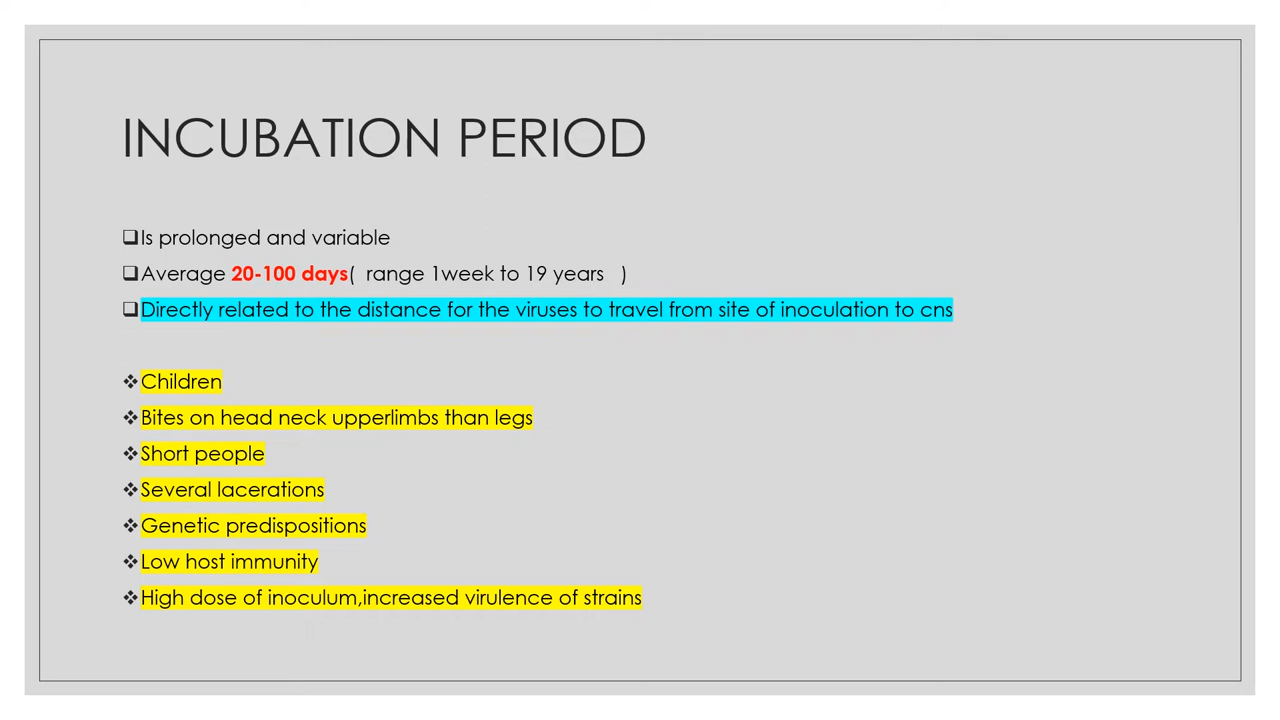 INCUBATION PERIOD
Is prolonged and variable
Average 20-100 days( range 1week to 19 years )
Directly related to the distance for the viruses to travel from site of inoculation to cns
Children
Bites on head neck upperlimbs than legs
Short people
Several lacerations
Genetic predispositions
Low host immunity
High dose of inoculum,increased virulence of strains